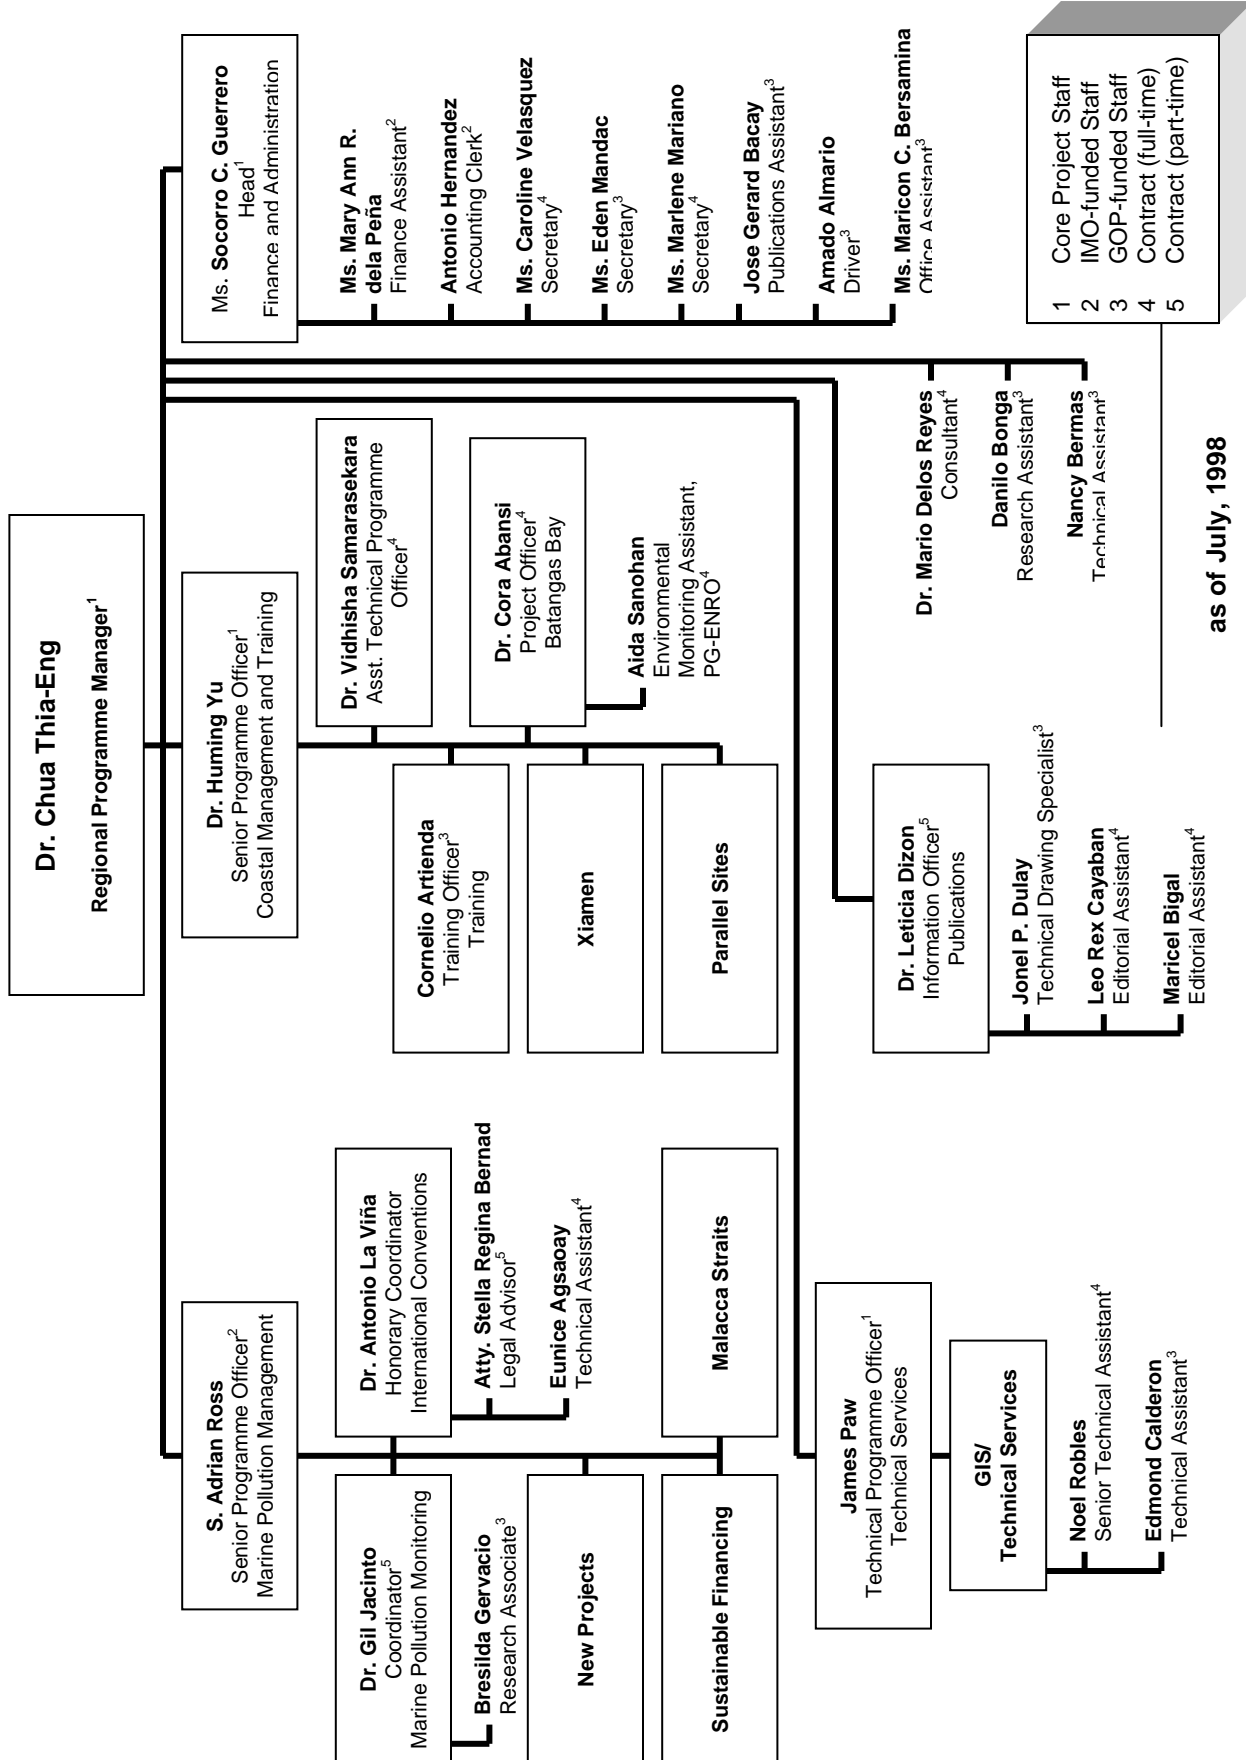 Dr. Chua Thia-Eng
Regional Programme Manager¹
S. Adrian Ross
Senior Programme Officer²
Marine Pollution Management
Dr. Gil Jacinto
Coordinator⁵
Marine Pollution Monitoring
Bresilda Gervacio
Research Associate³
New Projects
Sustainable Financing
Dr. Antonio La Viña
Honorary Coordinator
International Conventions
Atty. Stella Regina Bernad
Legal Advisor⁵
Eunice Agsaoay
Technical Assistant⁴
Malacca Straits
Dr. Huming Yu
Senior Programme Officer¹
Coastal Management and Training
Cornelio Artienda
Training Officer³
Training
Xiamen
Parallel Sites
Dr. Vidhisha Samarasekara
Asst. Technical Programme
Officer⁴
Dr. Cora Abansi
Project Officer⁴
Batangas Bay
Aida Sanohan
Environmental
Monitoring Assistant,
PG-ENRO⁴
Ms. Socorro C. Guerrero
Head¹
Finance and Administration
Ms. Mary Ann R.
dela Peña
Finance Assistant²
Antonio Hernandez
Accounting Clerk²
Ms. Caroline Velasquez
Secretary⁴
Ms. Eden Mandac
Secretary³
Ms. Marlene Mariano
Secretary⁴
Jose Gerard Bacay
Publications Assistant³
Amado Almario
Driver³
Ms. Maricon C. Bersamina
Office Assistant³
James Paw
Technical Programme Officer¹
Technical Services
GIS/
Technical Services
Noel Robles
Senior Technical Assistant⁴
Edmond Calderon
Technical Assistant³
Dr. Leticia Dizon
Information Officer⁵
Publications
Jonel P. Dulay
Technical Drawing Specialist³
Leo Rex Cayaban
Editorial Assistant⁴
Maricel Bigal
Editorial Assistant⁴
Dr. Mario Delos Reyes
Consultant⁴
Danilo Bonga
Research Assistant³
Nancy Bermas
Technical Assistant³
1 Core Project Staff
2 IMO-funded Staff
3 GOP-funded Staff
4 Contract (full-time)
5 Contract (part-time)
as of July, 1998